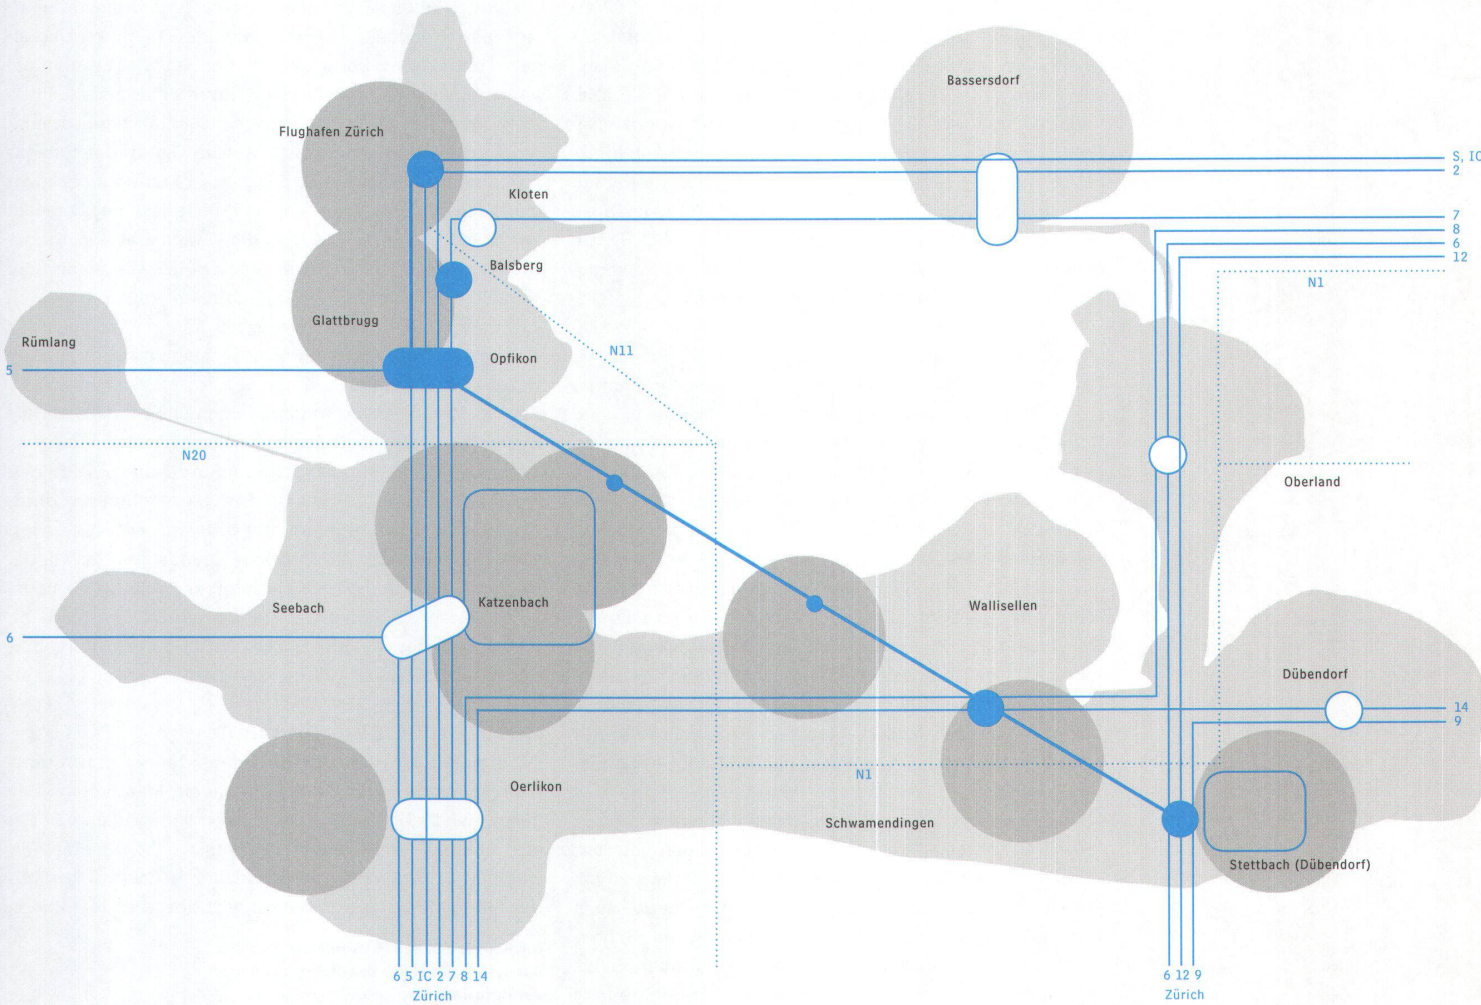 Bassersdorf
Flughafen Zürich
S, IC
2
Kloten
7
8
6
12
Balsberg
N1
Glattbrugg
Rümlang
N11
Opfikon
5
N20
Oberland
Seebach
Katzenbach
Wallisellen
6
Dübendorf
14
9
N1
Oerlikon
Schwamendingen
Stettbach (Dübendorf)
6 5 IC 2 7 8 14
Zürich
6 12 9
Zürich